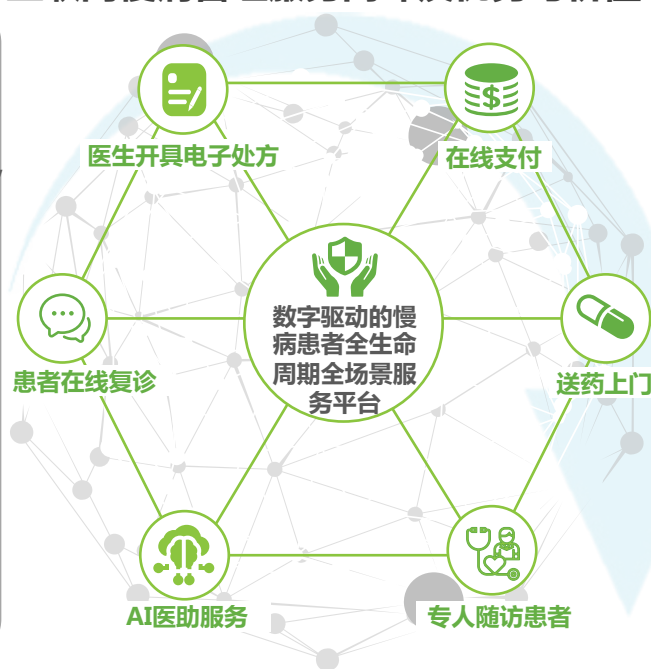 医生开具电子处方
在线支付
数字驱动的慢
病患者全生命
周期全场景服
务平台
患者在线复诊
送药上门
AI医助服务
专人随访患者